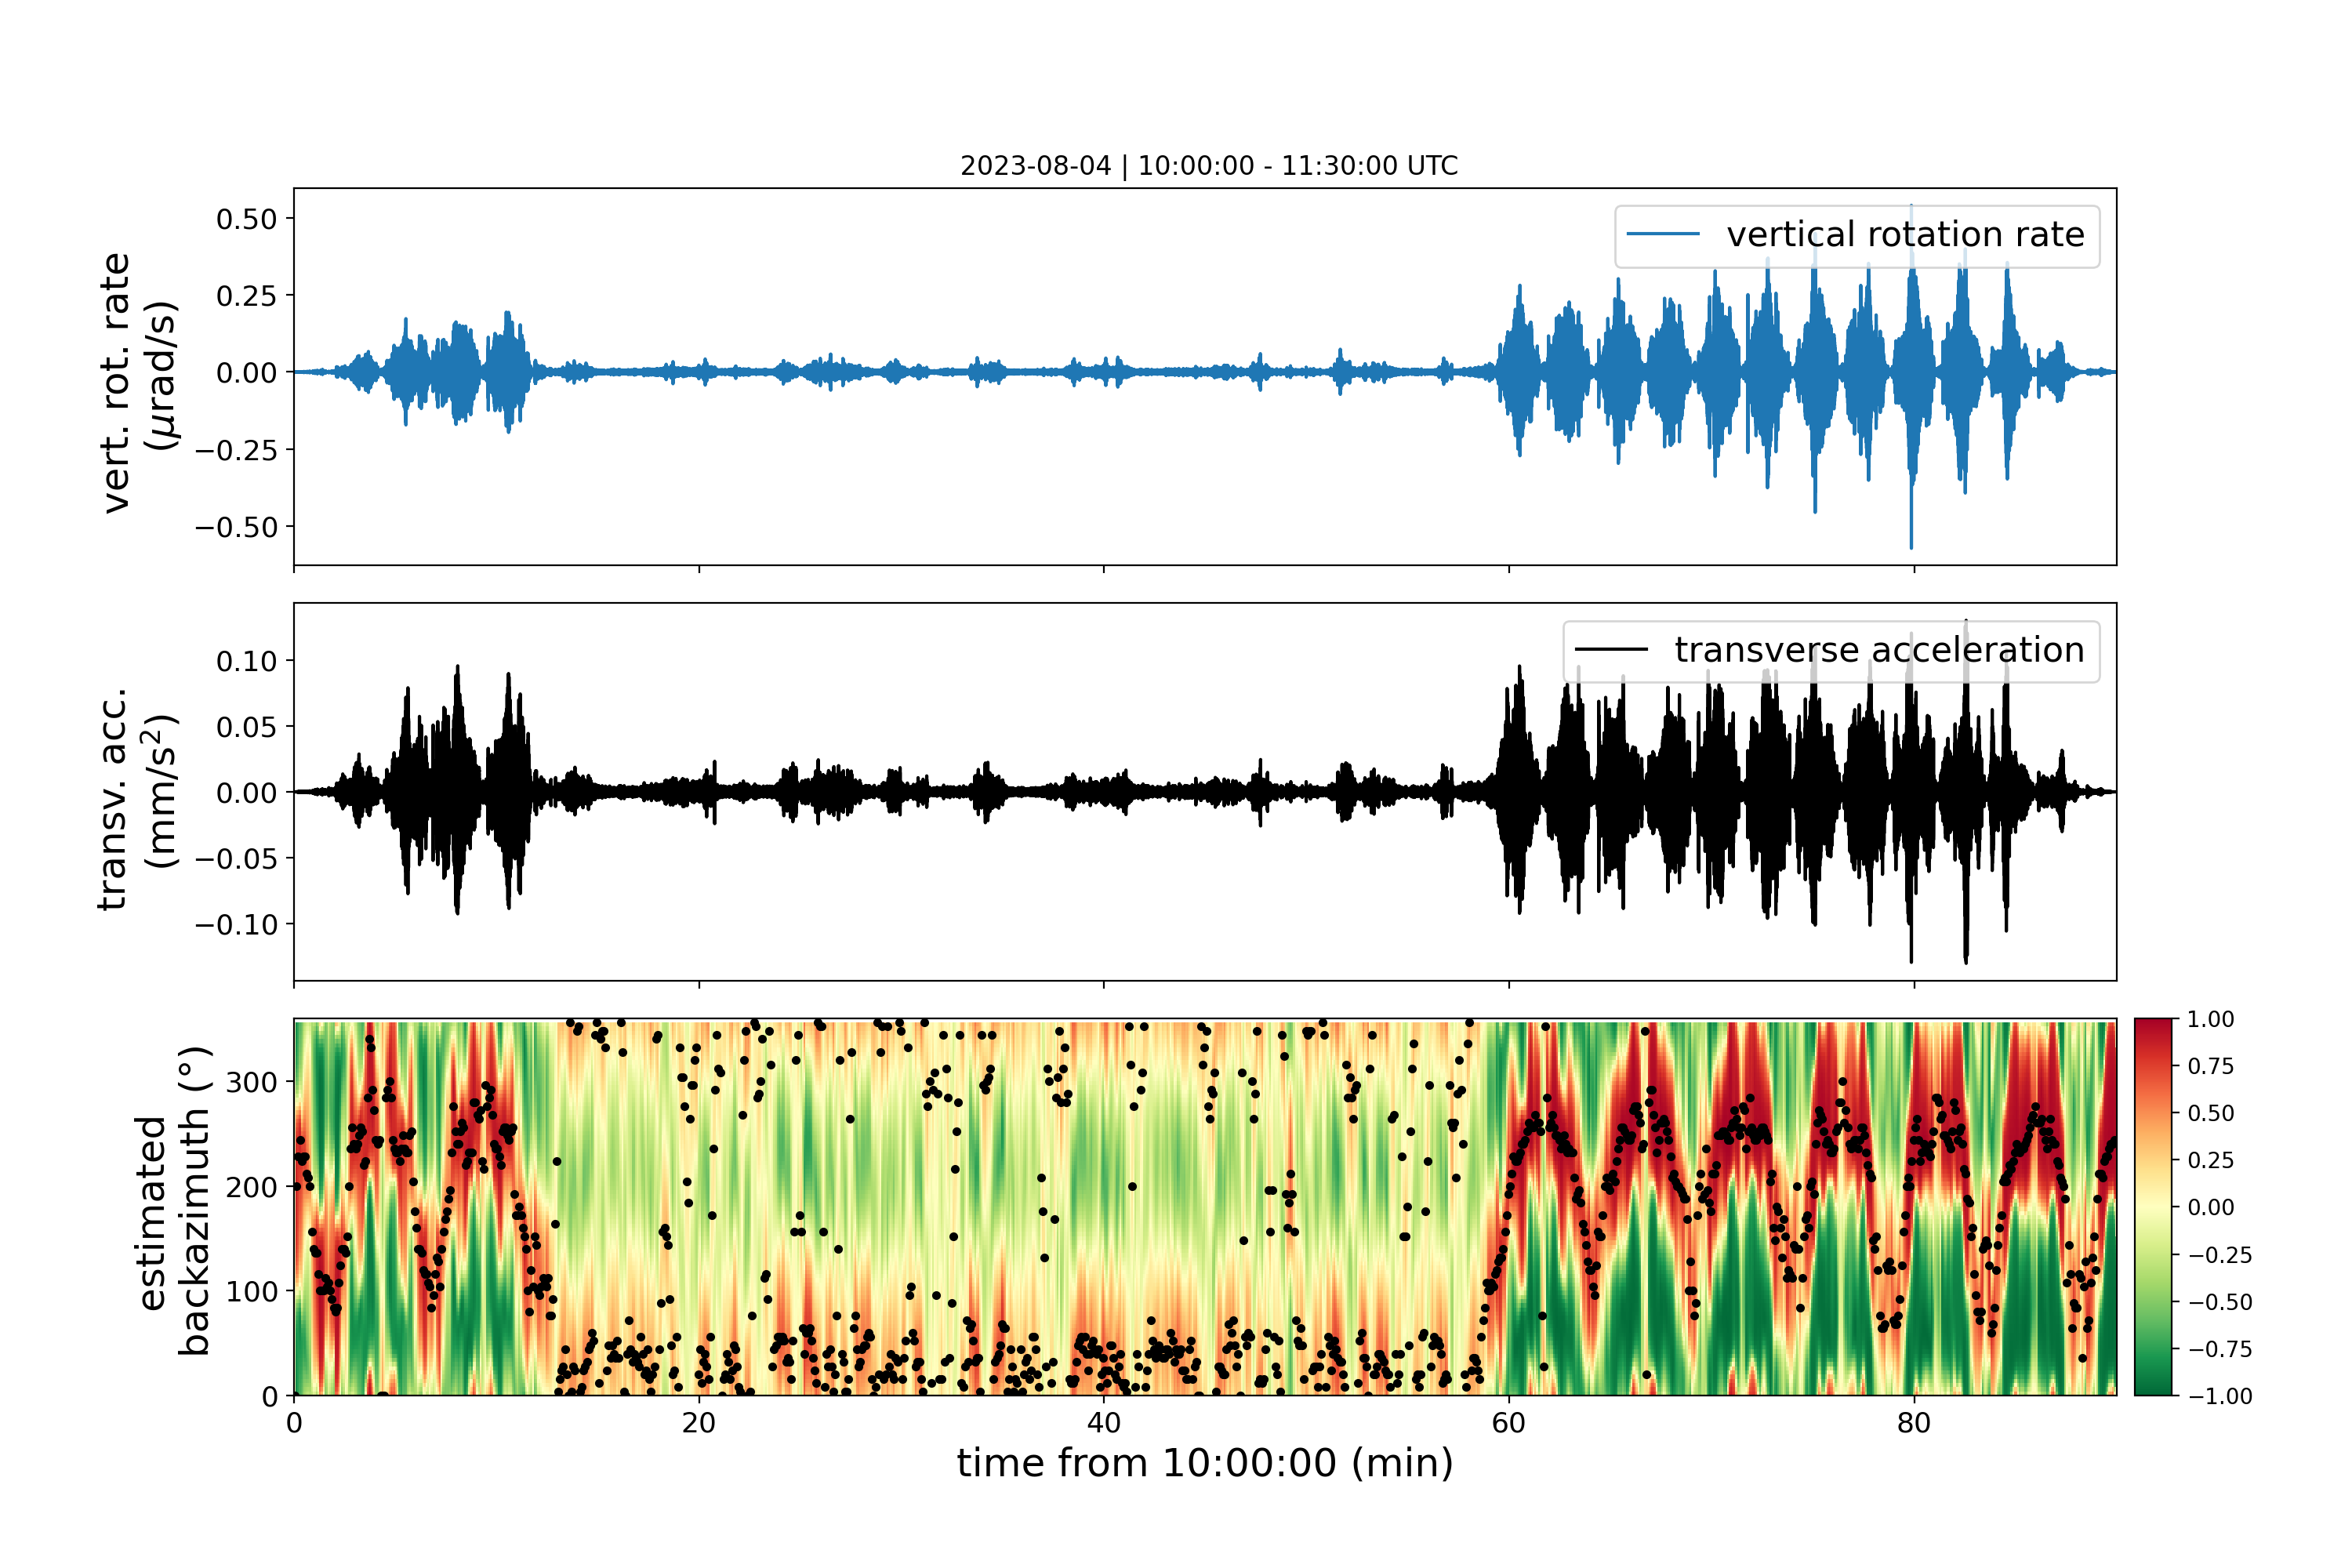 2023-08-04 | 10:00:00 - 11:30:00 UTC
vert. rot. rate
(μrad/s)
0.50
0.25
0.00
−0.25
−0.50
vertical rotation rate
transv. acc.
(mm/s²)
0.10
0.05
0.00
−0.05
−0.10
transverse acceleration
estimated
backazimuth (°)
300
200
100
0
0 20 40 60 80
time from 10:00:00 (min)
1.00
0.75
0.50
0.25
0.00
−0.25
−0.50
−0.75
−1.00